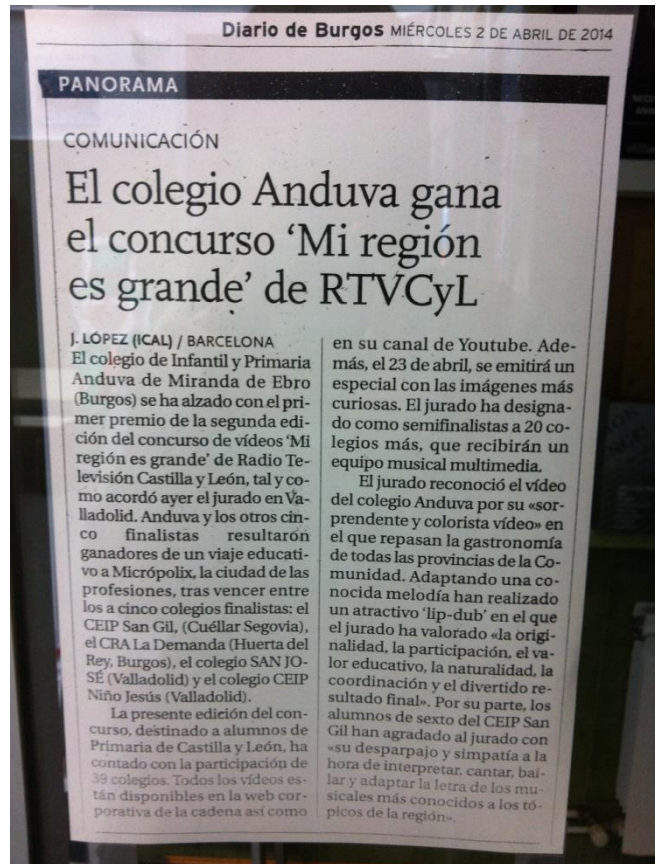 Diario de Burgos MIÉRCOLES 2 DE ABRIL DE 2014
PANORAMA
COMUNICACIÓN
El colegio Anduva gana
el concurso ‘Mi región
es grande’ de RTVCyL
J. LÓPEZ (ICAL) / BARCELONA
El colegio de Infantil y Primaria
Anduva de Miranda de Ebro
(Burgos) se ha alzado con el pri-
mer premio de la segunda edi-
ción del concurso de vídeos ‘Mi
región es grande’ de Radio Te-
levisión Castilla y León, tal y co-
mo acordó ayer el jurado en Va-
lladolid. Anduva y los otros cin-
co finalistas resultaron
ganadores de un viaje educati-
vo a Micrópolix, la ciudad de las
profesiones, tras vencer entre
los a cinco colegios finalistas: el
CEIP San Gil, (Cuéllar Segovia),
el CRA La Demanda (Huerta del
Rey, Burgos), el colegio SAN JO-
SÉ (Valladolid) y el colegio CEIP
Niño Jesús (Valladolid).
La presente edición del con-
curso, destinado a alumnos de
Primaria de Castilla y León, ha
contado con la participación de
39 colegios. Todos los vídeos es-
tán disponibles en la web cor-
porativa de la cadena así como
en su canal de Youtube. Ade-
más, el 23 de abril, se emitirá un
especial con las imágenes más
curiosas. El jurado ha designa-
do como semifinalistas a 20 co-
legios más, que recibirán un
equipo musical multimedia.
El jurado reconoció el vídeo
del colegio Anduva por su «sor-
prendente y colorista vídeo» en
el que repasan la gastronomía
de todas las provincias de la Co-
munidad. Adaptando una co-
nocida melodía han realizado
un atractivo ‘lip-dub’ en el que
el jurado ha valorado «la origi-
nalidad, la participación, el va-
lor educativo, la naturalidad, la
coordinación y el divertido re-
sultado final». Por su parte, los
alumnos de sexto del CEIP San
Gil han agradado al jurado con
«su desparpajo y simpatía a la
hora de interpretar, cantar, bai-
lar y adaptar la letra de los mu-
sicales más conocidos a los tó-
picos de la región».